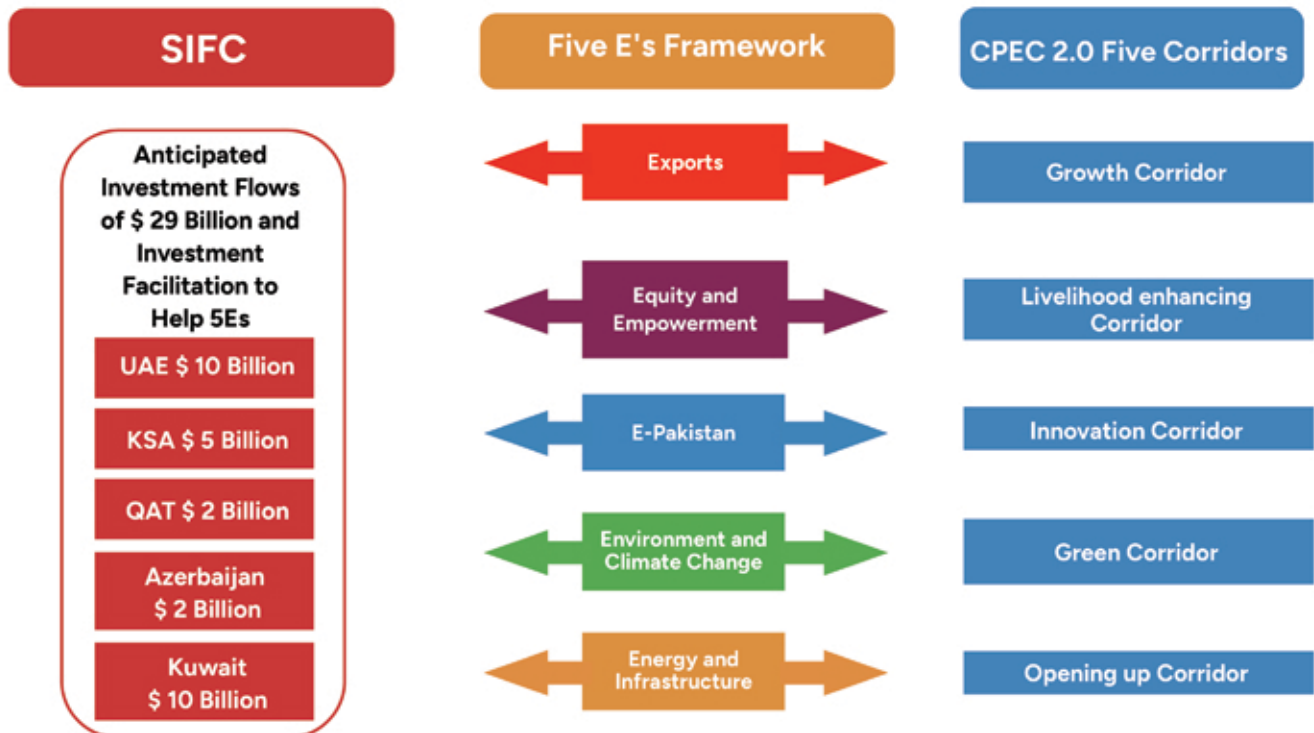 SIFC
Anticipated
Investment Flows
of $ 29 Billion and
Investment
Facilitation to
Help 5Es
UAE $ 10 Billion
KSA $ 5 Billion
QAT $ 2 Billion
Azerbaijan
$ 2 Billion
Kuwait
$ 10 Billion
Five E's Framework
Exports
Equity and
Empowerment
E-Pakistan
Environment and
Climate Change
Energy and
Infrastructure
CPEC 2.0 Five Corridors
Growth Corridor
Livelihood enhancing
Corridor
Innovation Corridor
Green Corridor
Opening up Corridor